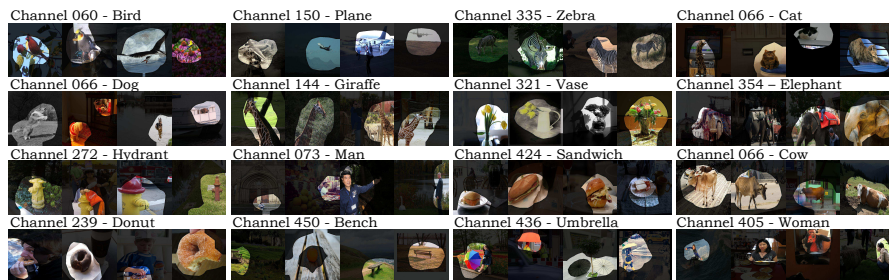 Channel 060 - Bird
Channel 150 - Plane
Channel 335 - Zebra
Channel 066 - Cat
Channel 066 - Dog
Channel 144 - Giraffe
Channel 321 - Vase
Channel 354 – Elephant
Channel 272 - Hydrant
Channel 073 - Man
Channel 424 - Sandwich
Channel 066 - Cow
Channel 239 - Donut
Channel 450 - Bench
Channel 436 - Umbrella
Channel 405 - Woman